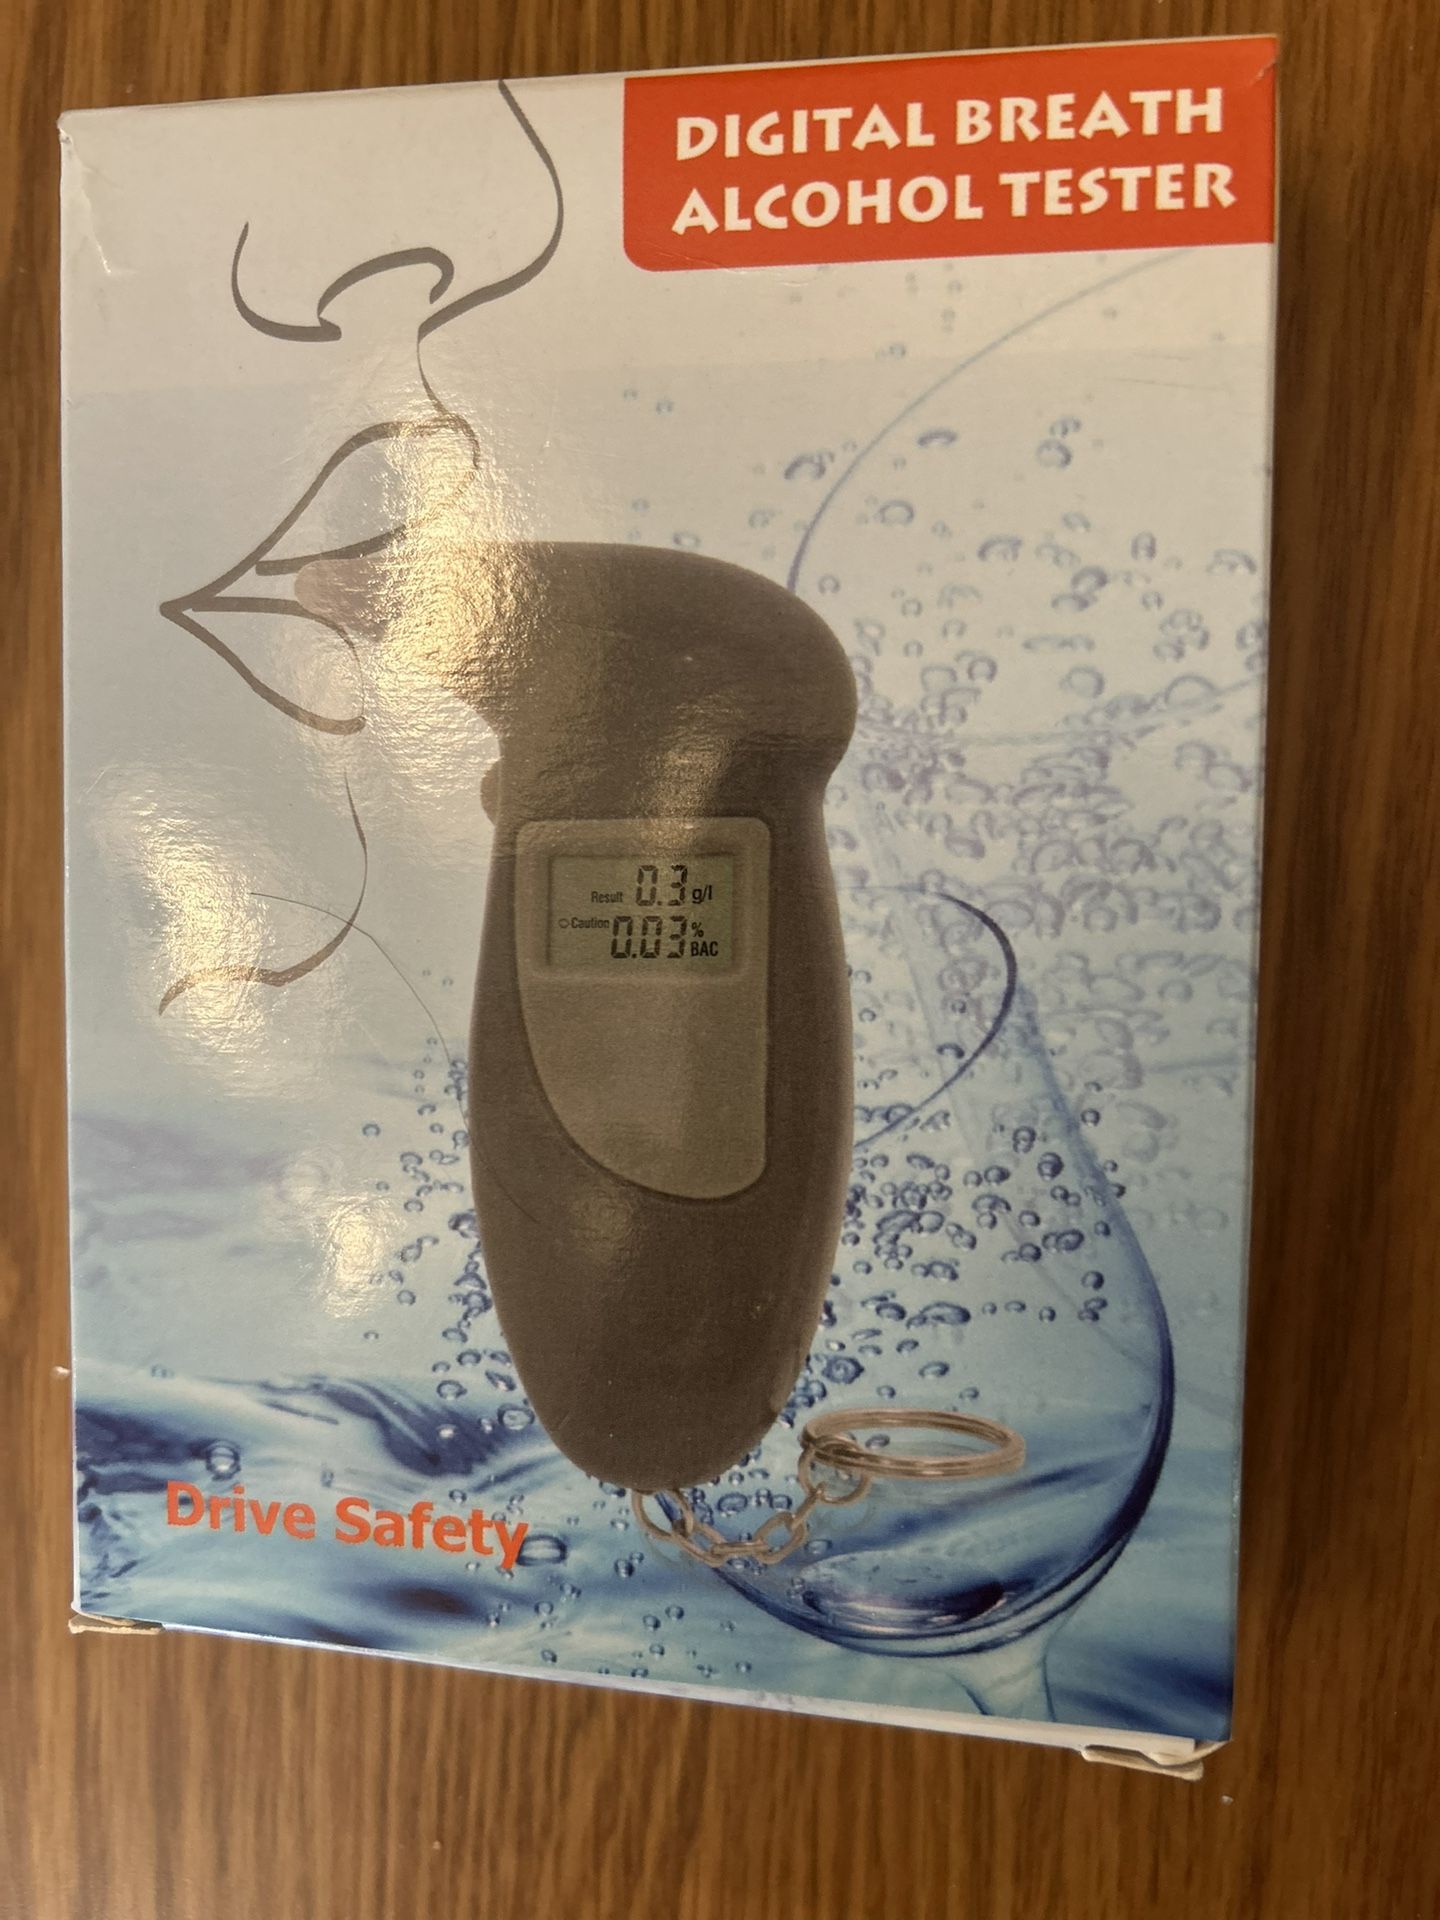 DIGITAL BREATH
ALCOHOL TESTER
Result 0.3 g/l
Caution 0.03 % BAC
Drive Safety